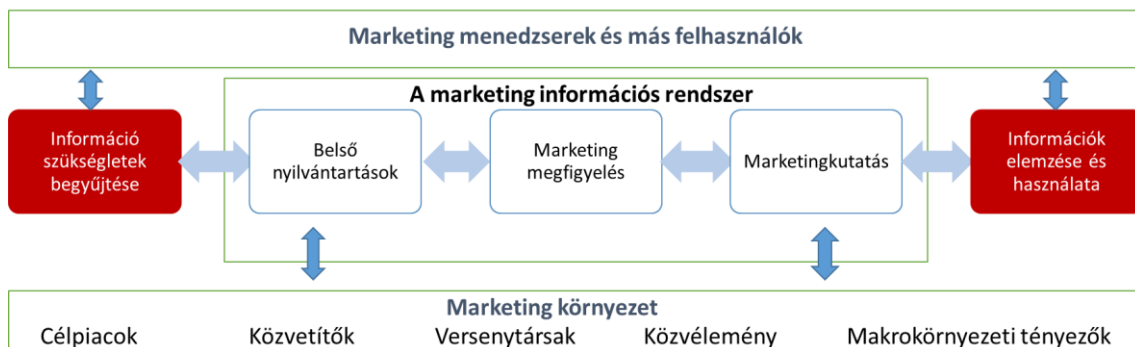 Marketing menedzserek és más felhasználók
A marketing információs rendszer
Információ
szükségletek
begyűjtése
Belső
nyilvántartások
Marketing
megfigyelés
Marketingkutatás
Információk
elemzése és
használata
Marketing környezet
Célpiacok Közvetítők Versenytársak Közvélemény Makrokörnyezeti tényezők